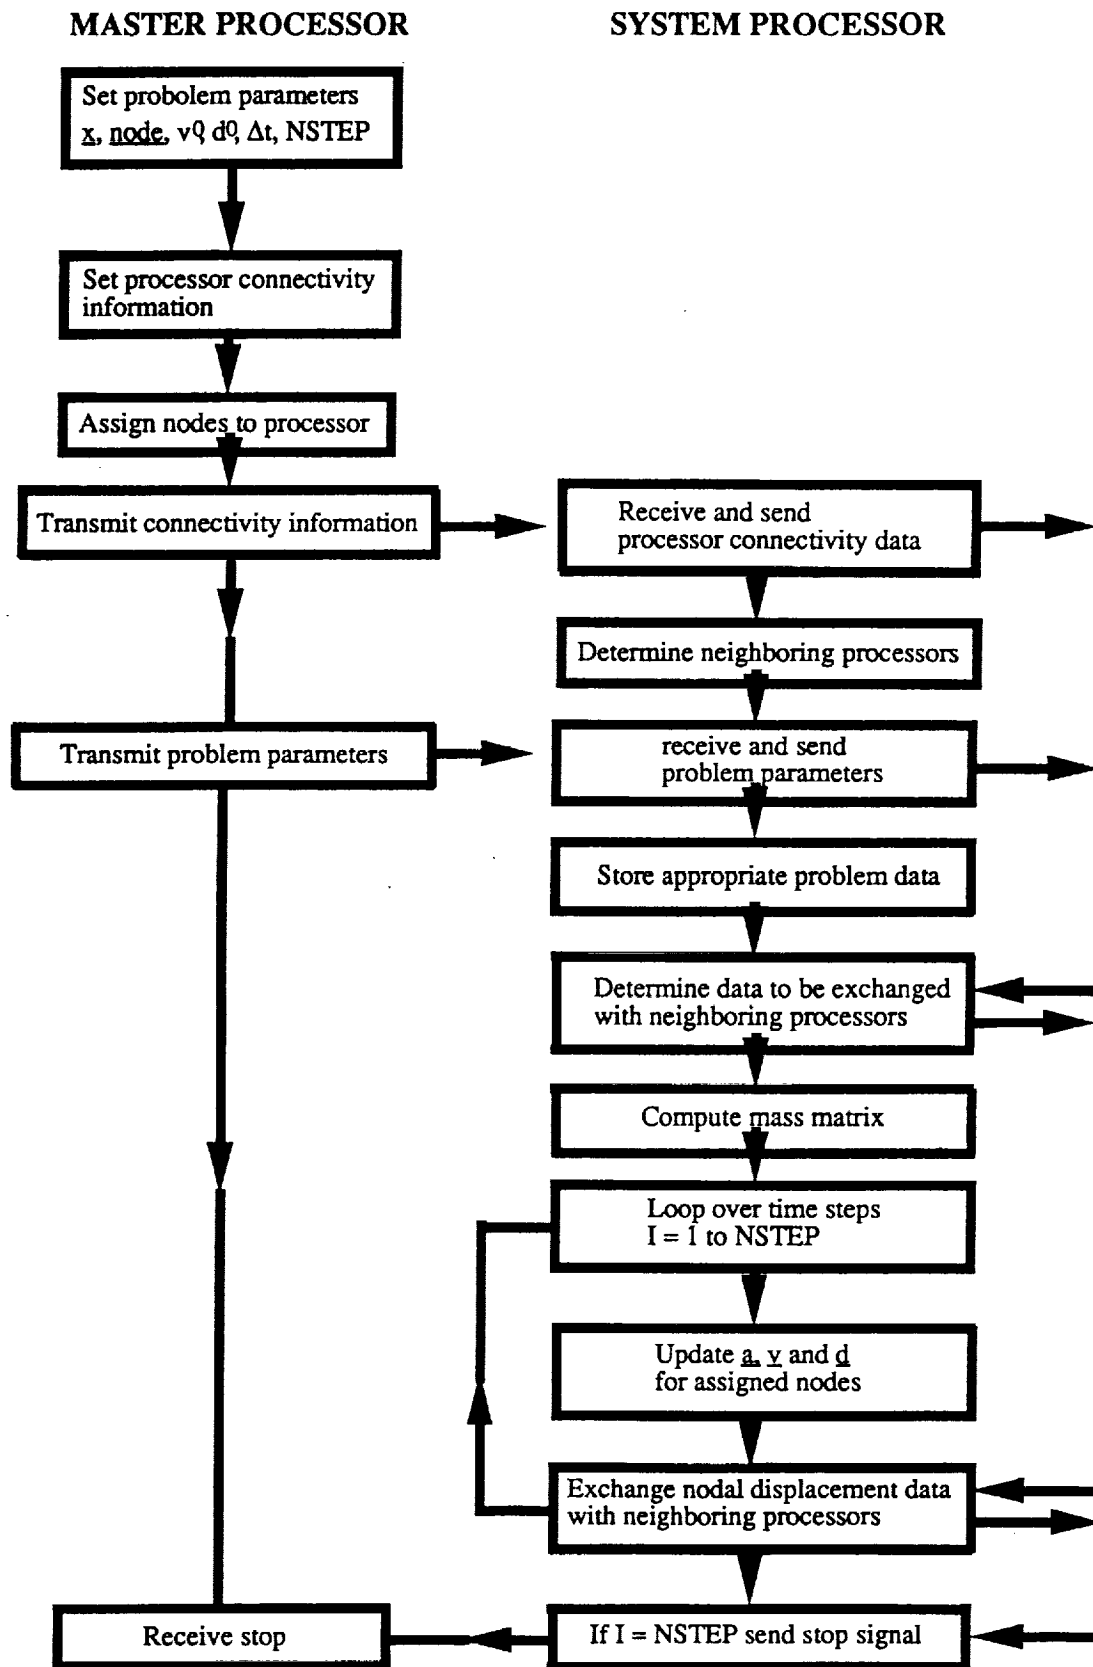 MASTER PROCESSOR
SYSTEM PROCESSOR
Set probolem parameters
x, node, v⁰, d⁰, Δt, NSTEP
Set processor connectivity
information
Assign nodes to processor
Transmit connectivity information
Receive and send
processor connectivity data
Determine neighboring processors
Transmit problem parameters
receive and send
problem parameters
Store appropriate problem data
Determine data to be exchanged
with neighboring processors
Compute mass matrix
Loop over time steps
I = 1 to NSTEP
Update a, v and d
for assigned nodes
Exchange nodal displacement data
with neighboring processors
Receive stop
If I = NSTEP send stop signal